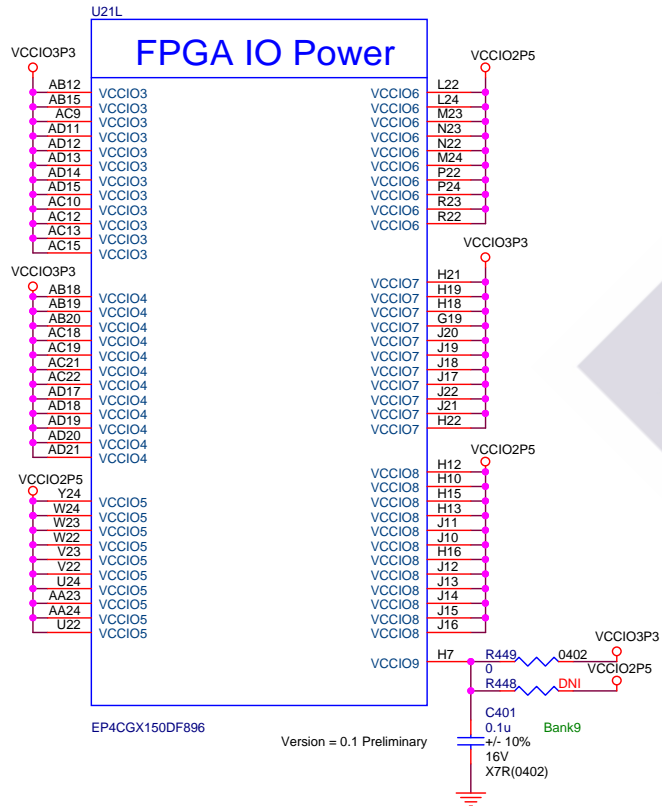 U21L
FPGA IO Power
VCCIO3P3
AB12 VCCIO3
AB15 VCCIO3
AC9 VCCIO3
AD11 VCCIO3
AD12 VCCIO3
AD13 VCCIO3
AD14 VCCIO3
AD15 VCCIO3
AC10 VCCIO3
AC12 VCCIO3
AC13 VCCIO3
AC15 VCCIO3
VCCIO3P3
AB18 VCCIO4
AB19 VCCIO4
AB20 VCCIO4
AC18 VCCIO4
AC19 VCCIO4
AC21 VCCIO4
AC22 VCCIO4
AD17 VCCIO4
AD18 VCCIO4
AD19 VCCIO4
AD20 VCCIO4
AD21 VCCIO4
VCCIO2P5
Y24 VCCIO5
W24 VCCIO5
W23 VCCIO5
W22 VCCIO5
V23 VCCIO5
V22 VCCIO5
U24 VCCIO5
AA23 VCCIO5
AA24 VCCIO5
U22 VCCIO5
VCCIO2P5
VCCIO6 L22
VCCIO6 L24
VCCIO6 M23
VCCIO6 N23
VCCIO6 N22
VCCIO6 M24
VCCIO6 P22
VCCIO6 P24
VCCIO6 R23
VCCIO6 R22
VCCIO3P3
VCCIO7 H21
VCCIO7 H19
VCCIO7 H18
VCCIO7 G19
VCCIO7 J20
VCCIO7 J19
VCCIO7 J18
VCCIO7 J17
VCCIO7 J22
VCCIO7 J21
VCCIO7 H22
VCCIO2P5
VCCIO8 H12
VCCIO8 H10
VCCIO8 H15
VCCIO8 H13
VCCIO8 J11
VCCIO8 J10
VCCIO8 H16
VCCIO8 J12
VCCIO8 J13
VCCIO8 J14
VCCIO8 J15
VCCIO8 J16
VCCIO9 H7
R449 0402 VCCIO3P3
0
R448 DNI VCCIO2P5
C401
0.1u Bank9
+/- 10%
16V
X7R(0402)
EP4CGX150DF896
Version = 0.1 Preliminary